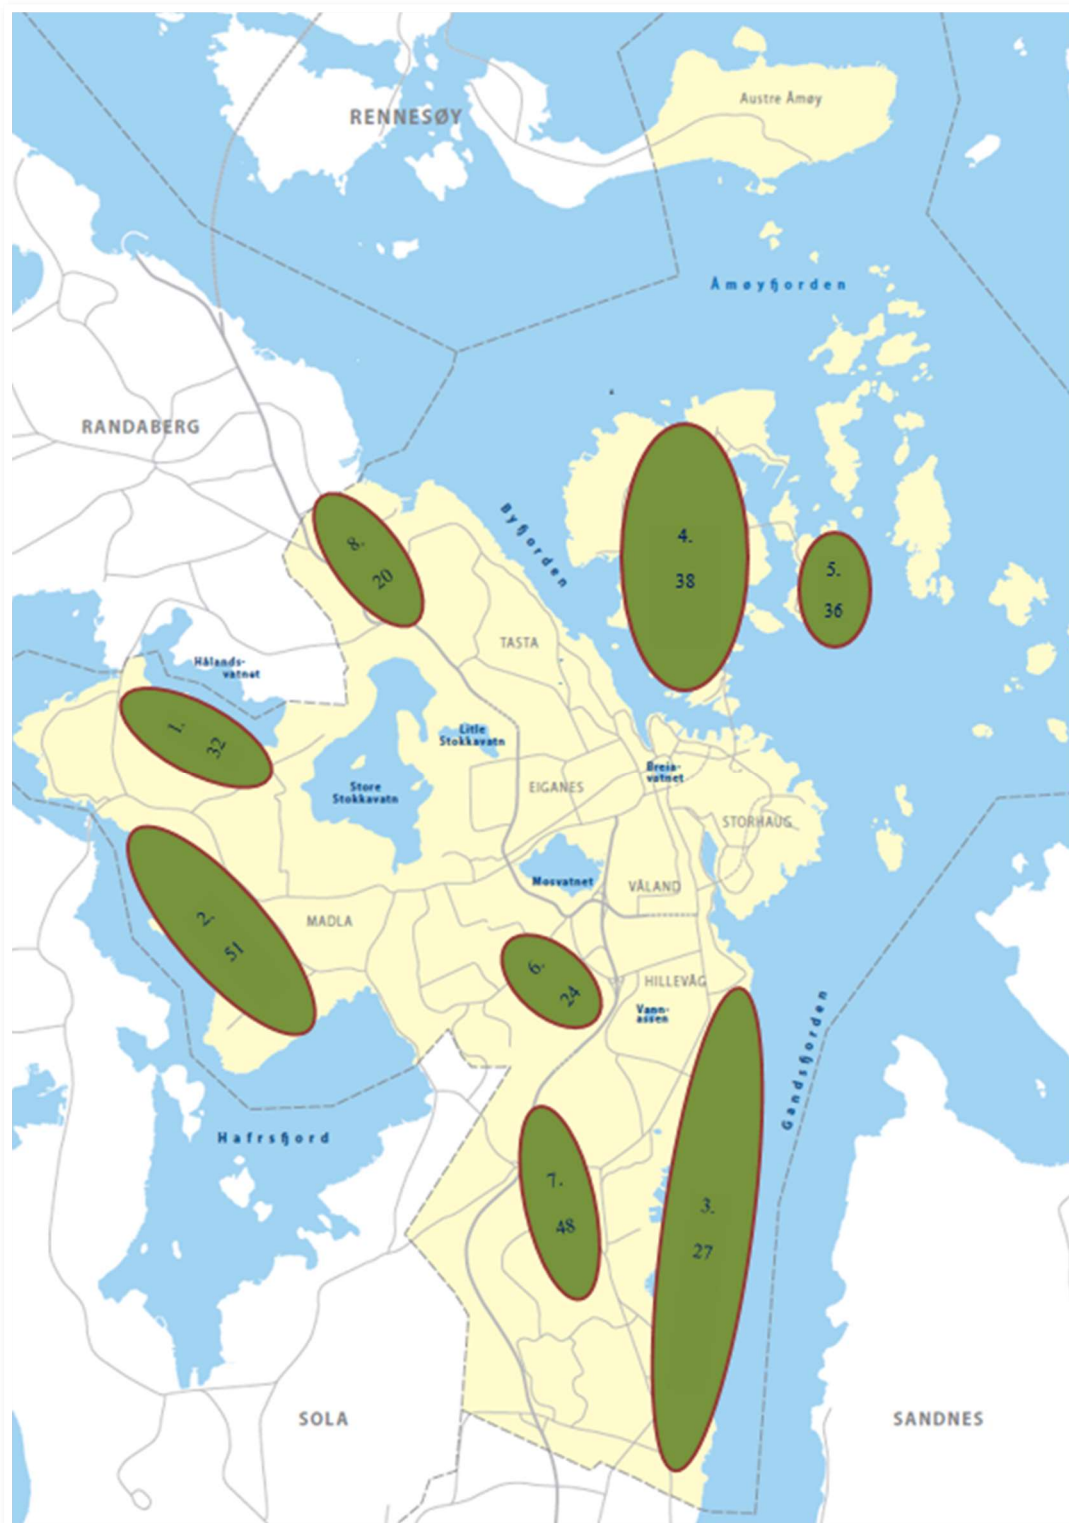 RENNESØY
Austre Åmøy
Åmøyfjorden
RANDABERG
Byfjorden
4.
38
5.
36
8.
20
TASTA
Hålands-
vatnet
1.
32
Litle
Stokkavatn
Store
Stokkavatn
EIGANES
Breia-
vatnet
STORHAUG
Mosvatnet
VÅLAND
2.
51
MADLA
6.
24
HILLEVÅG
Vann-
assen
Gandsfjorden
Hafrsfjord
7.
48
3.
27
SOLA
SANDNES